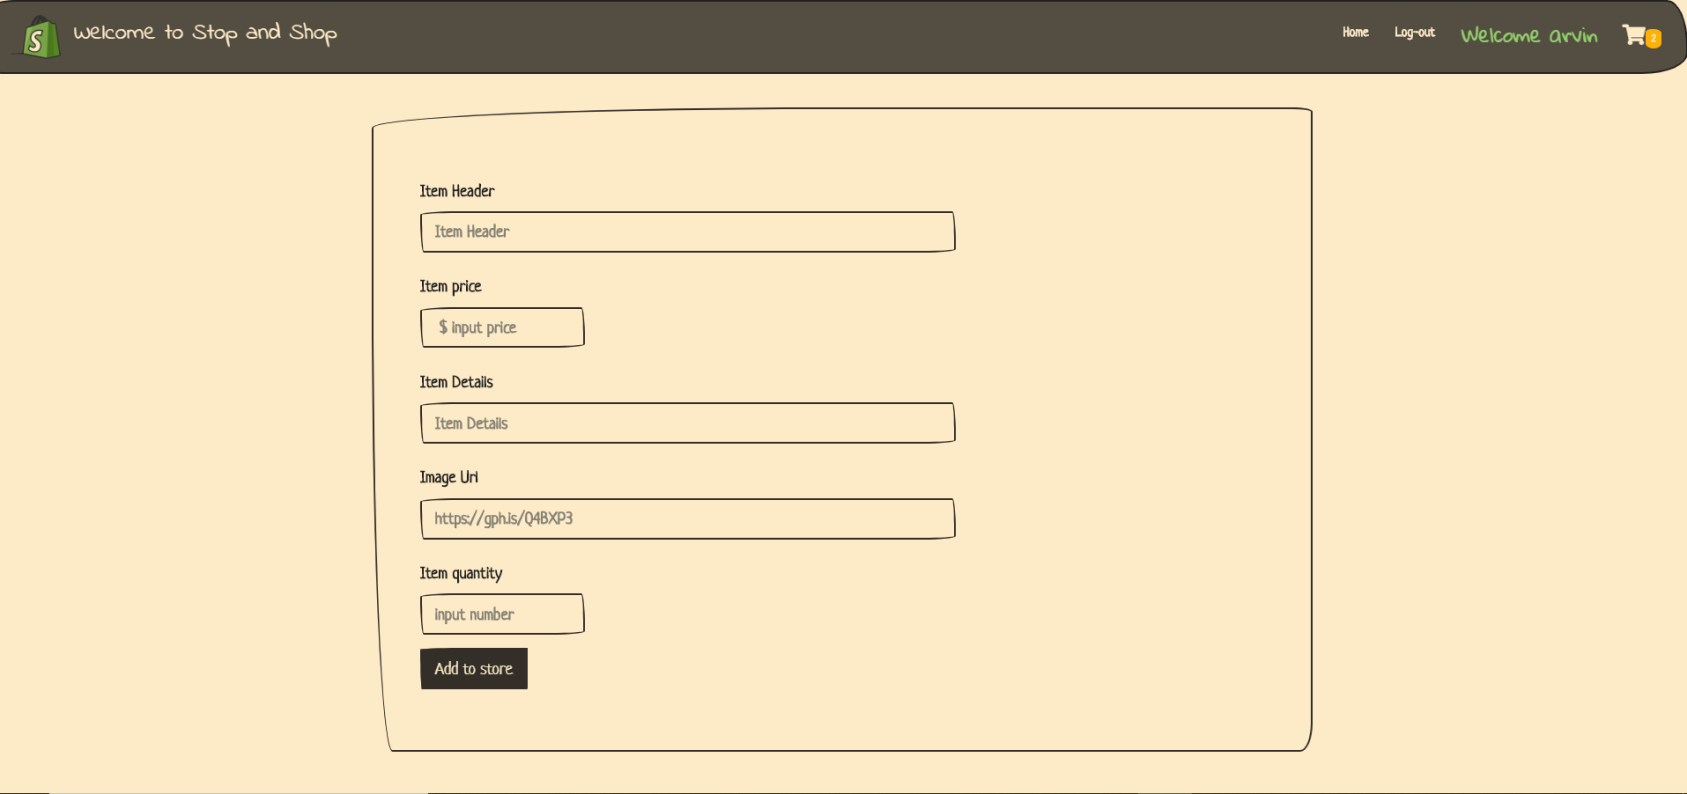 S Welcome to Stop and Shop Home Log-out Welcome arvin 2
Item Header
Item Header
Item price
$ input price
Item Details
Item Details
Image Url
https://gph.is/Q4BXP3
Item quantity
input number
Add to store